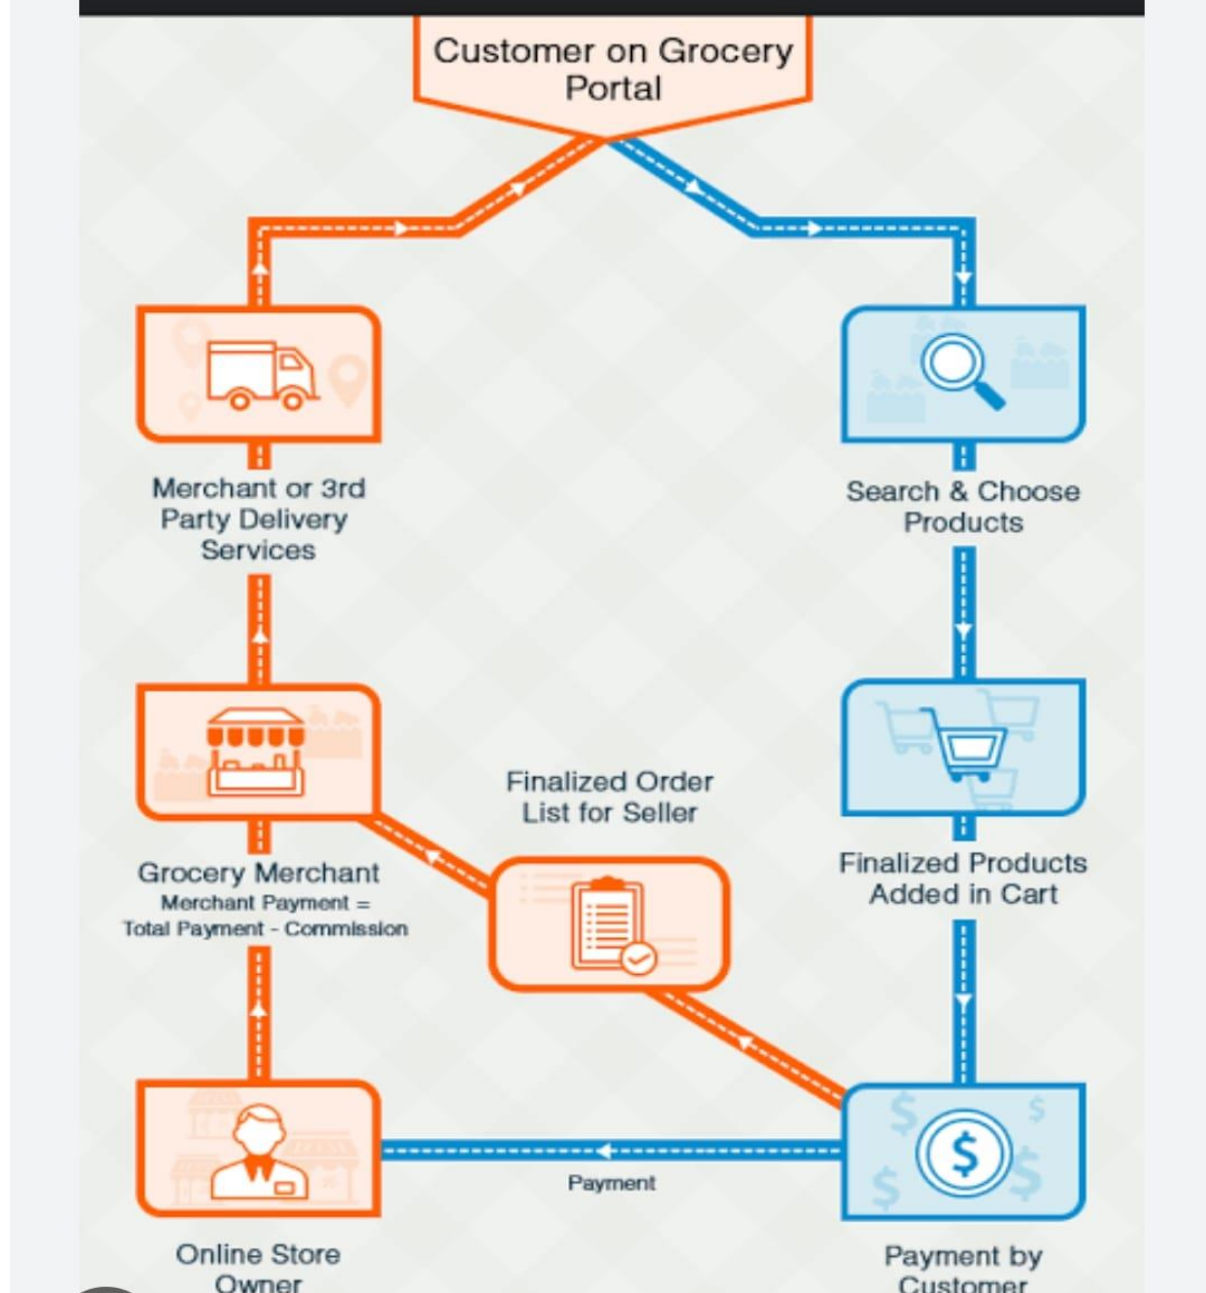 Customer on Grocery
Portal
Merchant or 3rd
Party Delivery
Services
Search & Choose
Products
Finalized Order
List for Seller
Grocery Merchant
Merchant Payment =
Total Payment - Commission
Finalized Products
Added in Cart
Payment
Online Store
Owner
Payment by
Customer
$
$
$
$
$